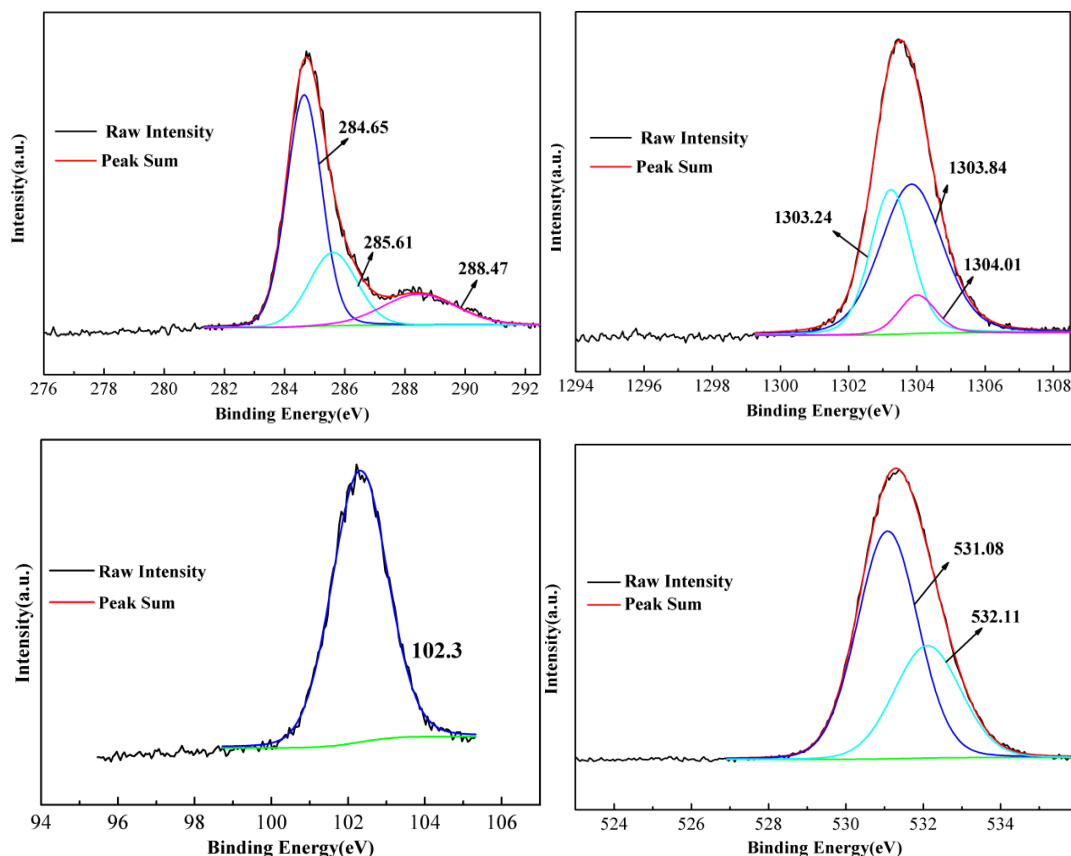 Raw Intensity
Peak Sum
284.65
285.61
288.47
Intensity(a.u.)
276 278 280 282 284 286 288 290 292
Binding Energy(eV)
Raw Intensity
Peak Sum
1303.84
1303.24
1304.01
Intensity(a.u.)
1294 1296 1298 1300 1302 1304 1306 1308
Binding Energy(eV)
Raw Intensity
Peak Sum
102.3
Intensity(a.u.)
94 96 98 100 102 104 106
Binding Energy(eV)
Raw Intensity
Peak Sum
531.08
532.11
Intensity(a.u.)
524 526 528 530 532 534
Binding Energy(eV)